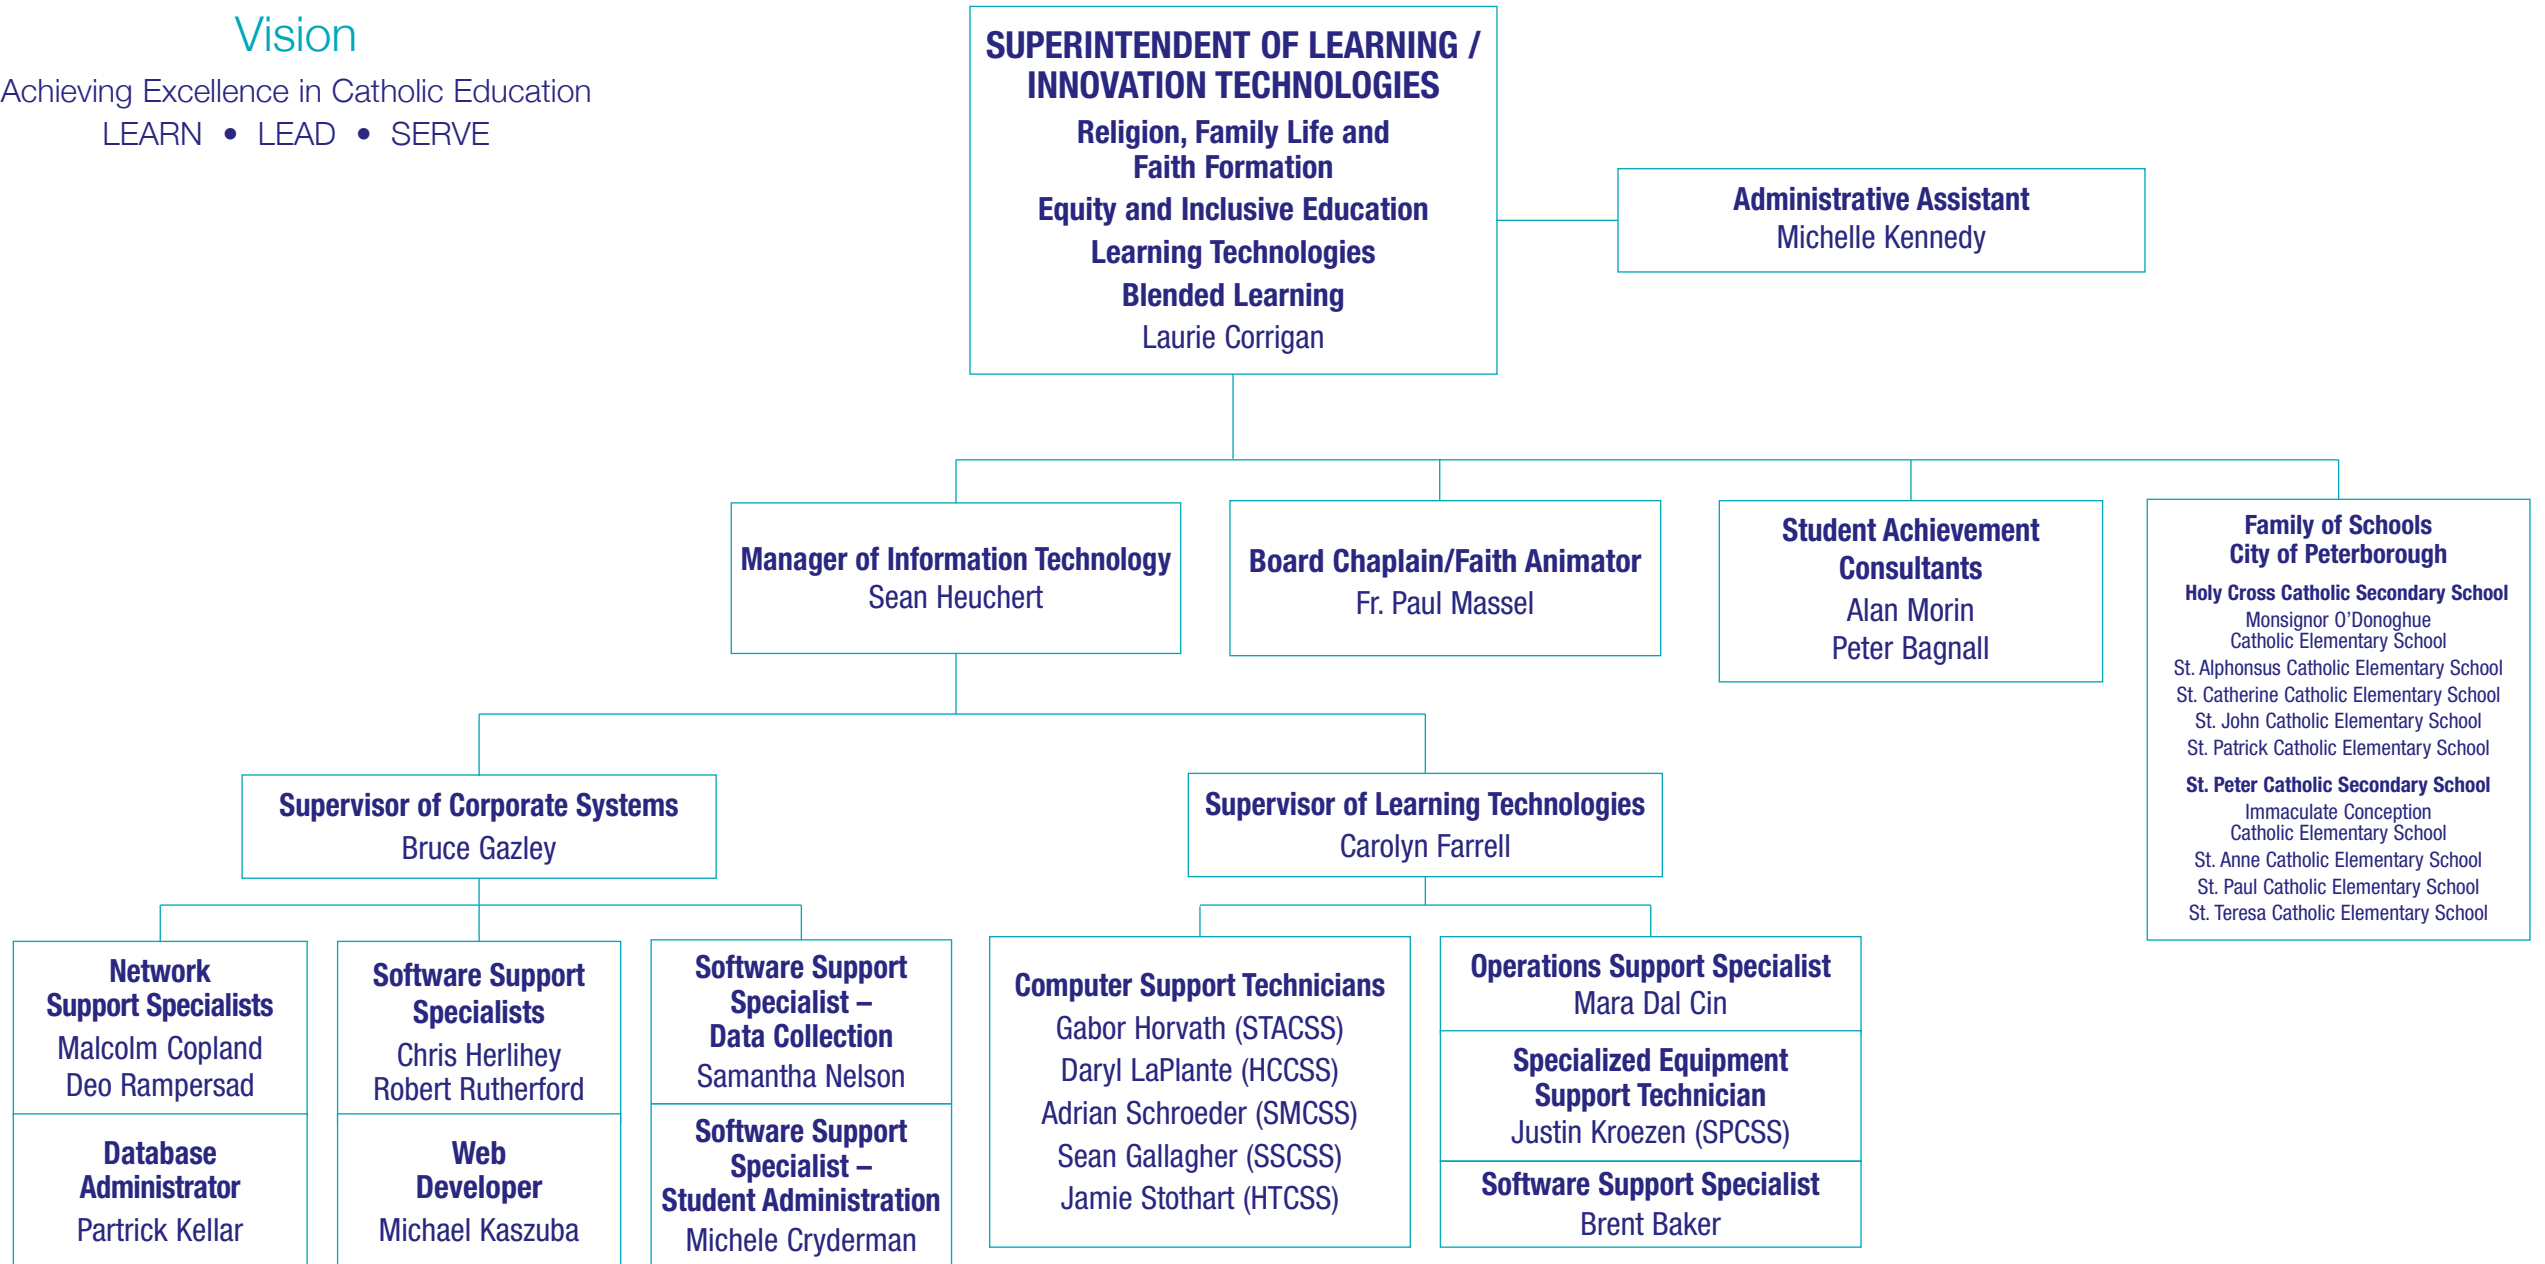 Vision
Achieving Excellence in Catholic Education
LEARN • LEAD • SERVE
SUPERINTENDENT OF LEARNING /
INNOVATION TECHNOLOGIES
Religion, Family Life and
Faith Formation
Equity and Inclusive Education
Learning Technologies
Blended Learning
Laurie Corrigan
Administrative Assistant
Michelle Kennedy
Manager of Information Technology
Sean Heuchert
Board Chaplain/Faith Animator
Fr. Paul Massel
Student Achievement
Consultants
Alan Morin
Peter Bagnall
Family of Schools
City of Peterborough
Holy Cross Catholic Secondary School
Monsignor O'Donoghue
Catholic Elementary School
St. Alphonsus Catholic Elementary School
St. Catherine Catholic Elementary School
St. John Catholic Elementary School
St. Patrick Catholic Elementary School
St. Peter Catholic Secondary School
Immaculate Conception
Catholic Elementary School
St. Anne Catholic Elementary School
St. Paul Catholic Elementary School
St. Teresa Catholic Elementary School
Supervisor of Corporate Systems
Bruce Gazley
Supervisor of Learning Technologies
Carolyn Farrell
Network
Support Specialists
Malcolm Copland
Deo Rampersad
Database
Administrator
Partrick Kellar
Software Support
Specialists
Chris Herlihey
Robert Rutherford
Web
Developer
Michael Kaszuba
Software Support
Specialist –
Data Collection
Samantha Nelson
Software Support
Specialist –
Student Administration
Michele Cryderman
Computer Support Technicians
Gabor Horvath (STACSS)
Daryl LaPlante (HCCSS)
Adrian Schroeder (SMCSS)
Sean Gallagher (SSCSS)
Jamie Stothart (HTCSS)
Operations Support Specialist
Mara Dal Cin
Specialized Equipment
Support Technician
Justin Kroezen (SPCSS)
Software Support Specialist
Brent Baker